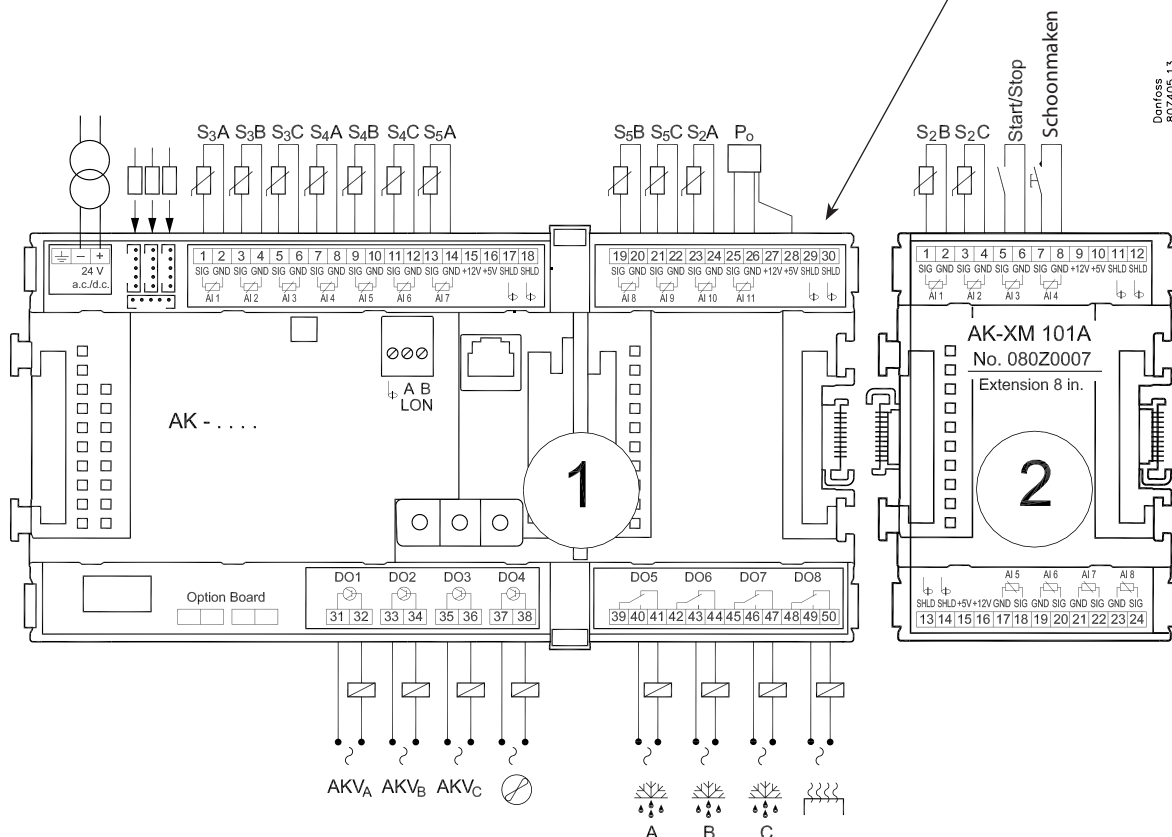 Start/Stop
Schoonmaken
Danfoss
80Z405.13
S3A S3B S3C S4A S4B S4C S5A
S5B S5C S2A P0
S2B S2C
– +
24 V
a.c./d.c.
1 2 3 4 5 6 7 8 9 10 11 12 13 14 15 16 17 18
SIG GND SIG GND SIG GND SIG GND SIG GND SIG GND SIG GND +12V +5V SHLD SHLD
AI 1 AI 2 AI 3 AI 4 AI 5 AI 6 AI 7
19 20 21 22 23 24 25 26 27 28 29 30
SIG GND SIG GND SIG GND SIG GND +12V +5V SHLD SHLD
AI 8 AI 9 AI 10 AI 11
1 2 3 4 5 6 7 8 9 10 11 12
SIG GND SIG GND SIG GND SIG GND +12V +5V SHLD SHLD
AI 1 AI 2 AI 3 AI 4
A B
LON
AK - . . . .
1
AK-XM 101A
No. 080Z0007
Extension 8 in.
2
Option Board
DO1 DO2 DO3 DO4
31 32 33 34 35 36 37 38
DO5 DO6 DO7 DO8
39 40 41 42 43 44 45 46 47 48 49 50
AI 5 AI 6 AI 7 AI 8
SHLD SHLD +5V +12V GND SIG GND SIG GND SIG GND SIG
13 14 15 16 17 18 19 20 21 22 23 24
AKVA AKVB AKVC
A B C